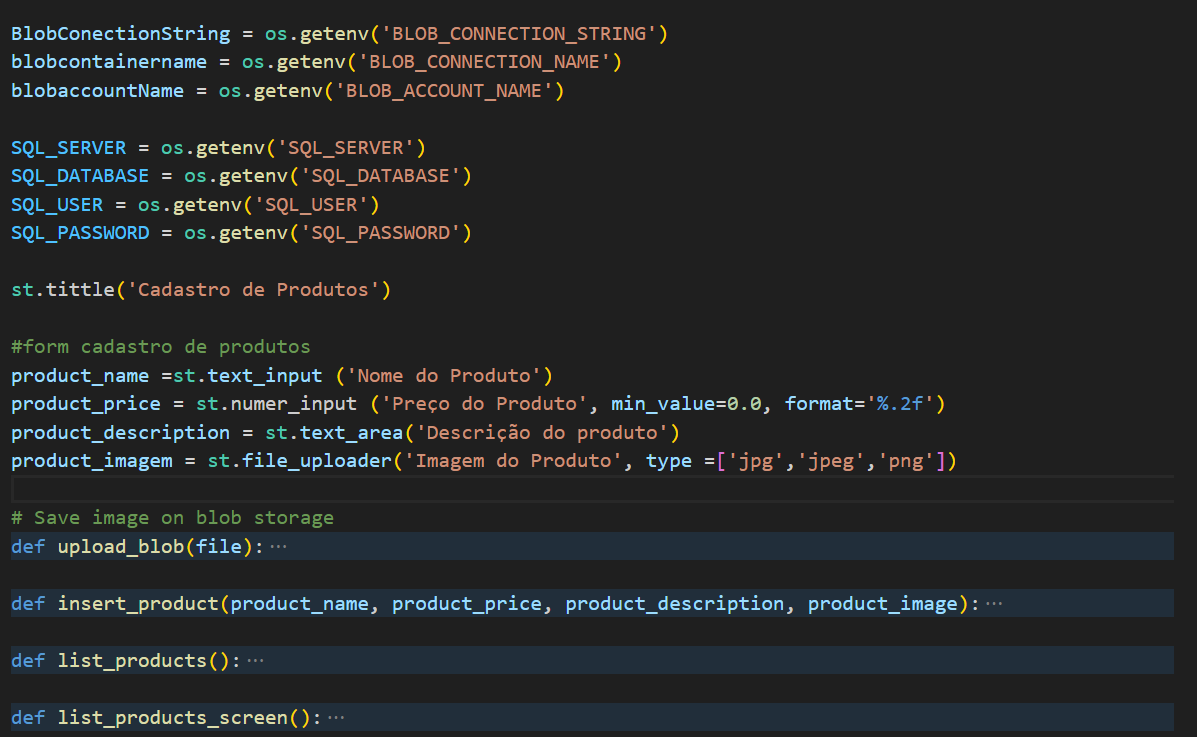 BlobConectionString = os.getenv('BLOB_CONNECTION_STRING')
blobcontainername = os.getenv('BLOB_CONNECTION_NAME')
blobaccountName = os.getenv('BLOB_ACCOUNT_NAME')
SQL_SERVER = os.getenv('SQL_SERVER')
SQL_DATABASE = os.getenv('SQL_DATABASE')
SQL_USER = os.getenv('SQL_USER')
SQL_PASSWORD = os.getenv('SQL_PASSWORD')
st.tittle('Cadastro de Produtos')
#form cadastro de produtos
product_name =st.text_input ('Nome do Produto')
product_price = st.numer_input ('Preço do Produto', min_value=0.0, format='%.2f')
product_description = st.text_area('Descrição do produto')
product_imagem = st.file_uploader('Imagem do Produto', type =['jpg','jpeg','png'])
# Save image on blob storage
def upload_blob(file):···
def insert_product(product_name, product_price, product_description, product_image):···
def list_products():···
def list_products_screen():···